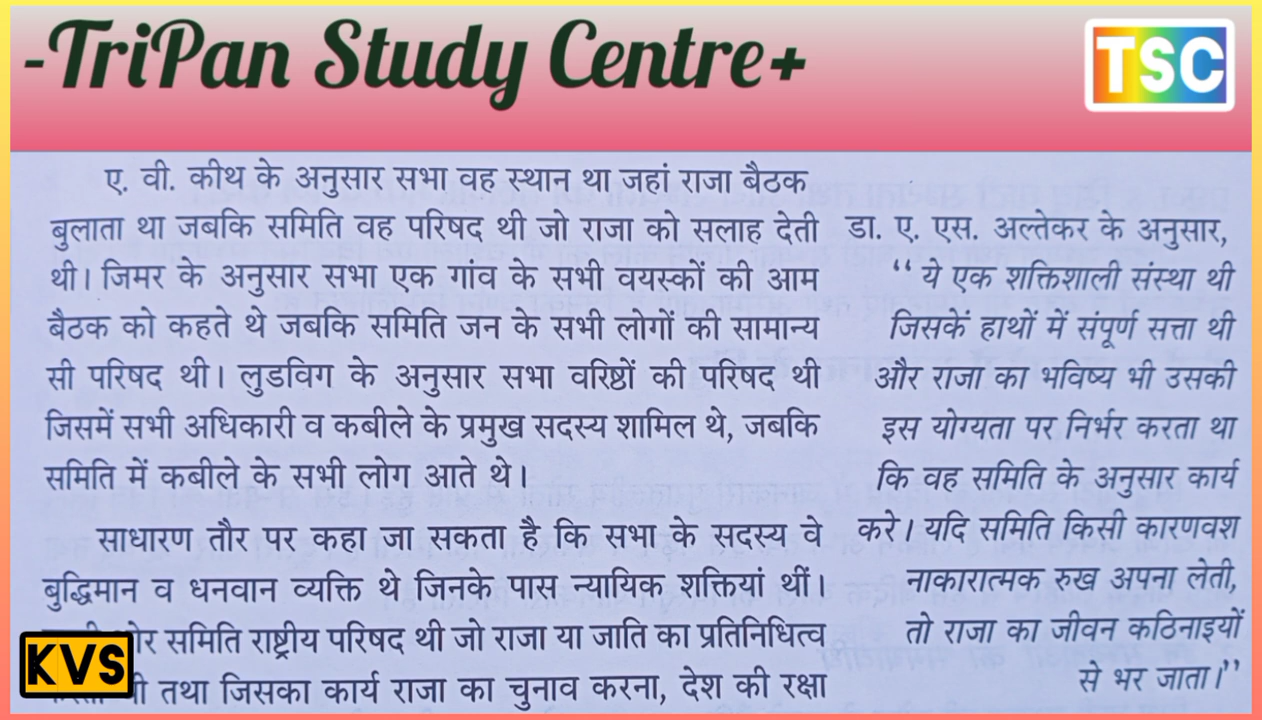 -TriPan Study Centre+
TSC
ए. वी. कीथ के अनुसार सभा वह स्थान था जहां राजा बैठक
बुलाता था जबकि समिति वह परिषद थी जो राजा को सलाह देती
थी। जिमर के अनुसार सभा एक गांव के सभी वयस्कों की आम
बैठक को कहते थे जबकि समिति जन के सभी लोगों की सामान्य
सी परिषद थी। लुडविग के अनुसार सभा वरिष्ठों की परिषद थी
जिसमें सभी अधिकारी व कबीले के प्रमुख सदस्य शामिल थे, जबकि
समिति में कबीले के सभी लोग आते थे।
साधारण तौर पर कहा जा सकता है कि सभा के सदस्य वे
बुद्धिमान व धनवान व्यक्ति थे जिनके पास न्यायिक शक्तियां थीं।
समिति राष्ट्रीय परिषद थी जो राजा या जाति का प्रतिनिधित्व
तथा जिसका कार्य राजा का चुनाव करना, देश की रक्षा
डा. ए. एस. अल्तेकर के अनुसार,
‘‘ये एक शक्तिशाली संस्था थी
जिसकें हाथों में संपूर्ण सत्ता थी
और राजा का भविष्य भी उसकी
इस योग्यता पर निर्भर करता था
कि वह समिति के अनुसार कार्य
करे। यदि समिति किसी कारणवश
नाकारात्मक रुख अपना लेती,
तो राजा का जीवन कठिनाइयों
से भर जाता।’’
KVS